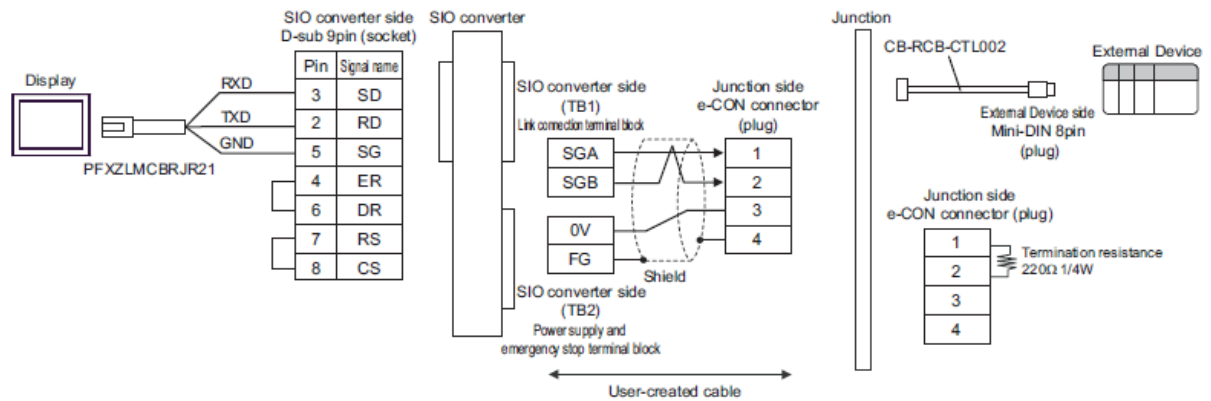 SIO converter side
D-sub 9pin (socket)
SIO converter
Junction
Display
PFXZLMCBRJR21
RXD
TXD
GND
Pin Signal name
3 SD
2 RD
5 SG
4 ER
6 DR
7 RS
8 CS
SIO converter side
(TB1)
Link connection terminal block
SGA
SGB
0V
FG
Shield
SIO converter side
(TB2)
Power supply and
emergency stop terminal block
Junction side
e-CON connector
(plug)
1
2
3
4
User-created cable
CB-RCB-CTL002
External Device
External Device side
Mini-DIN 8pin
(plug)
Junction side
e-CON connector (plug)
1
2
3
4
Termination resistance
220Ω 1/4W